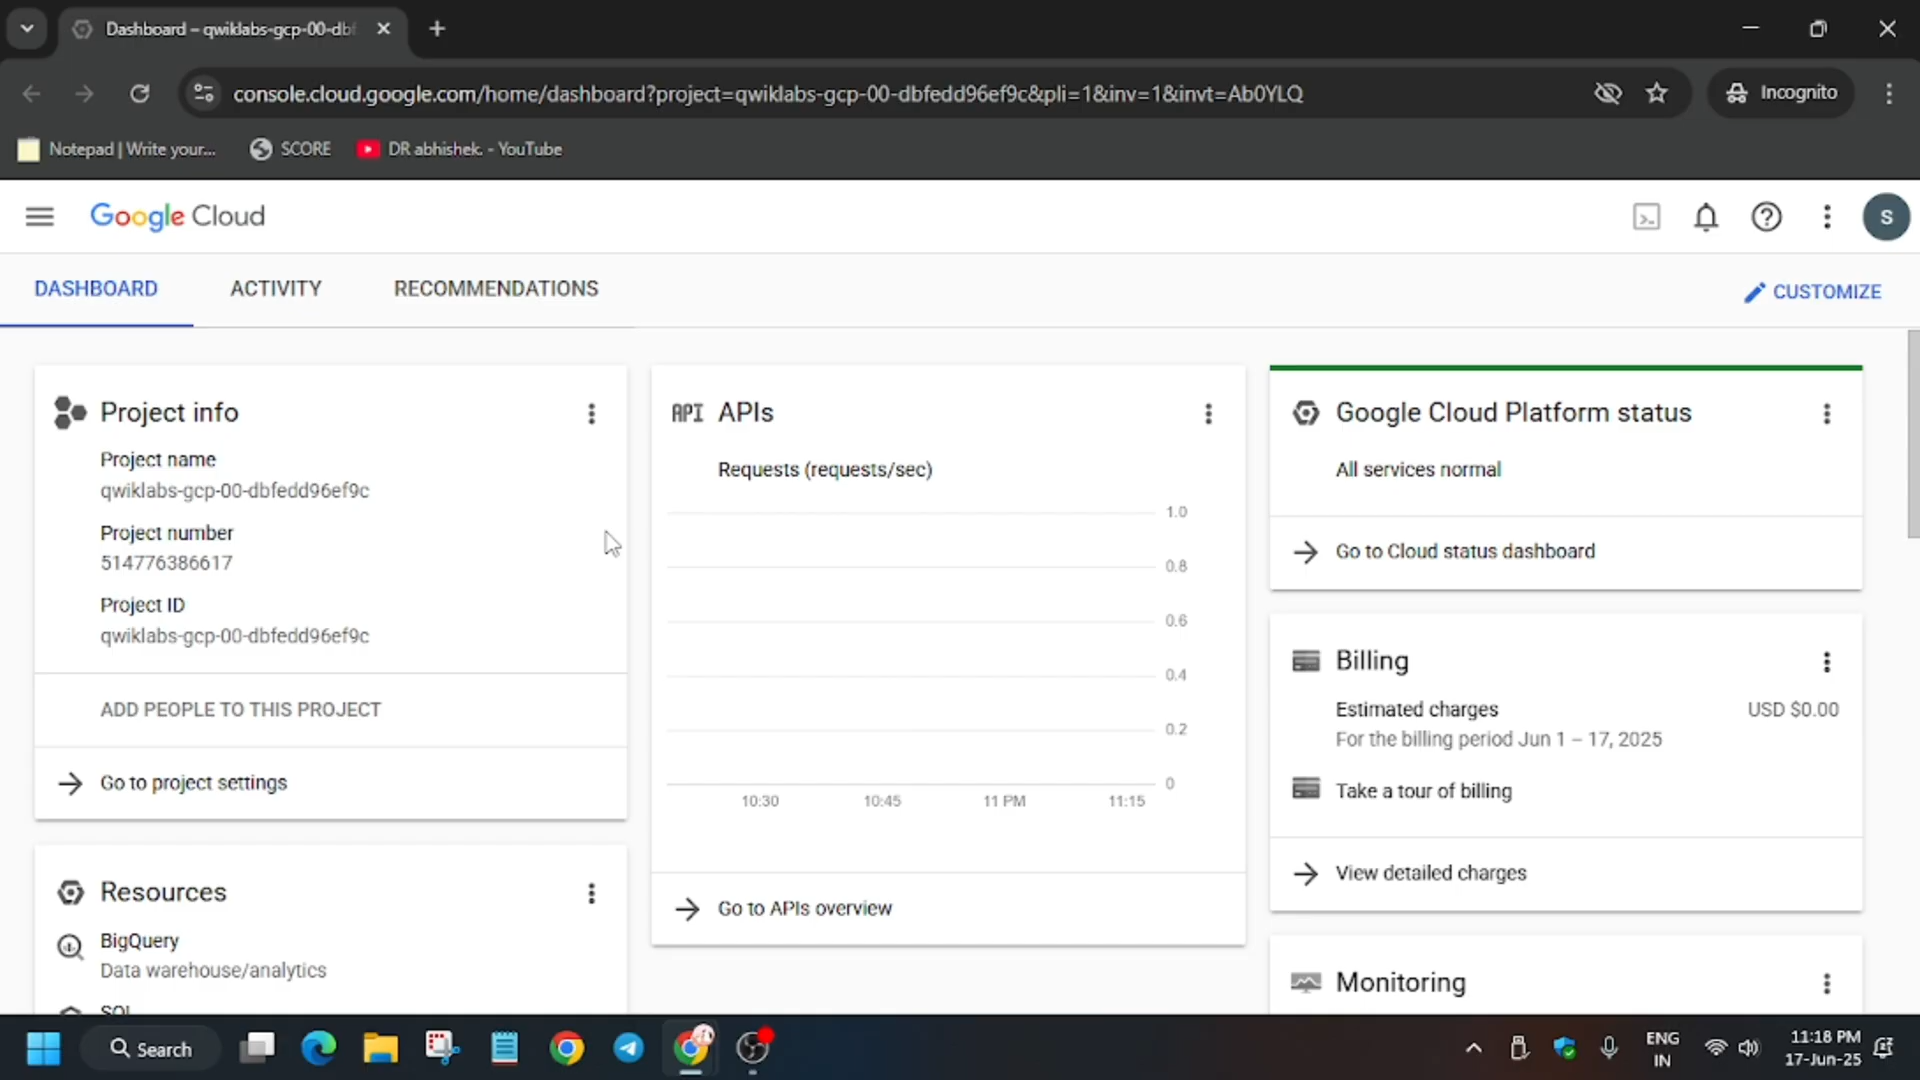 Dashboard – qwiklabs-gcp-00-dbf
console.cloud.google.com/home/dashboard?project=qwiklabs-gcp-00-dbfedd96ef9c&pli=1&inv=1&invt=Ab0YLQ
Incognito
Notepad | Write your...
SCORE
DR abhishek. - YouTube
Google Cloud
S
DASHBOARD
ACTIVITY
RECOMMENDATIONS
CUSTOMIZE
Project info
Project name
qwiklabs-gcp-00-dbfedd96ef9c
Project number
514776386617
Project ID
qwiklabs-gcp-00-dbfedd96ef9c
ADD PEOPLE TO THIS PROJECT
Go to project settings
Resources
BigQuery
Data warehouse/analytics
SQL
API APIs
Requests (requests/sec)
1.0
0.8
0.6
0.4
0.2
0
10:30
10:45
11 PM
11:15
Go to APIs overview
Google Cloud Platform status
All services normal
Go to Cloud status dashboard
Billing
Estimated charges
USD $0.00
For the billing period Jun 1 – 17, 2025
Take a tour of billing
View detailed charges
Monitoring
Search
ENG
IN
11:18 PM
17-Jun-25